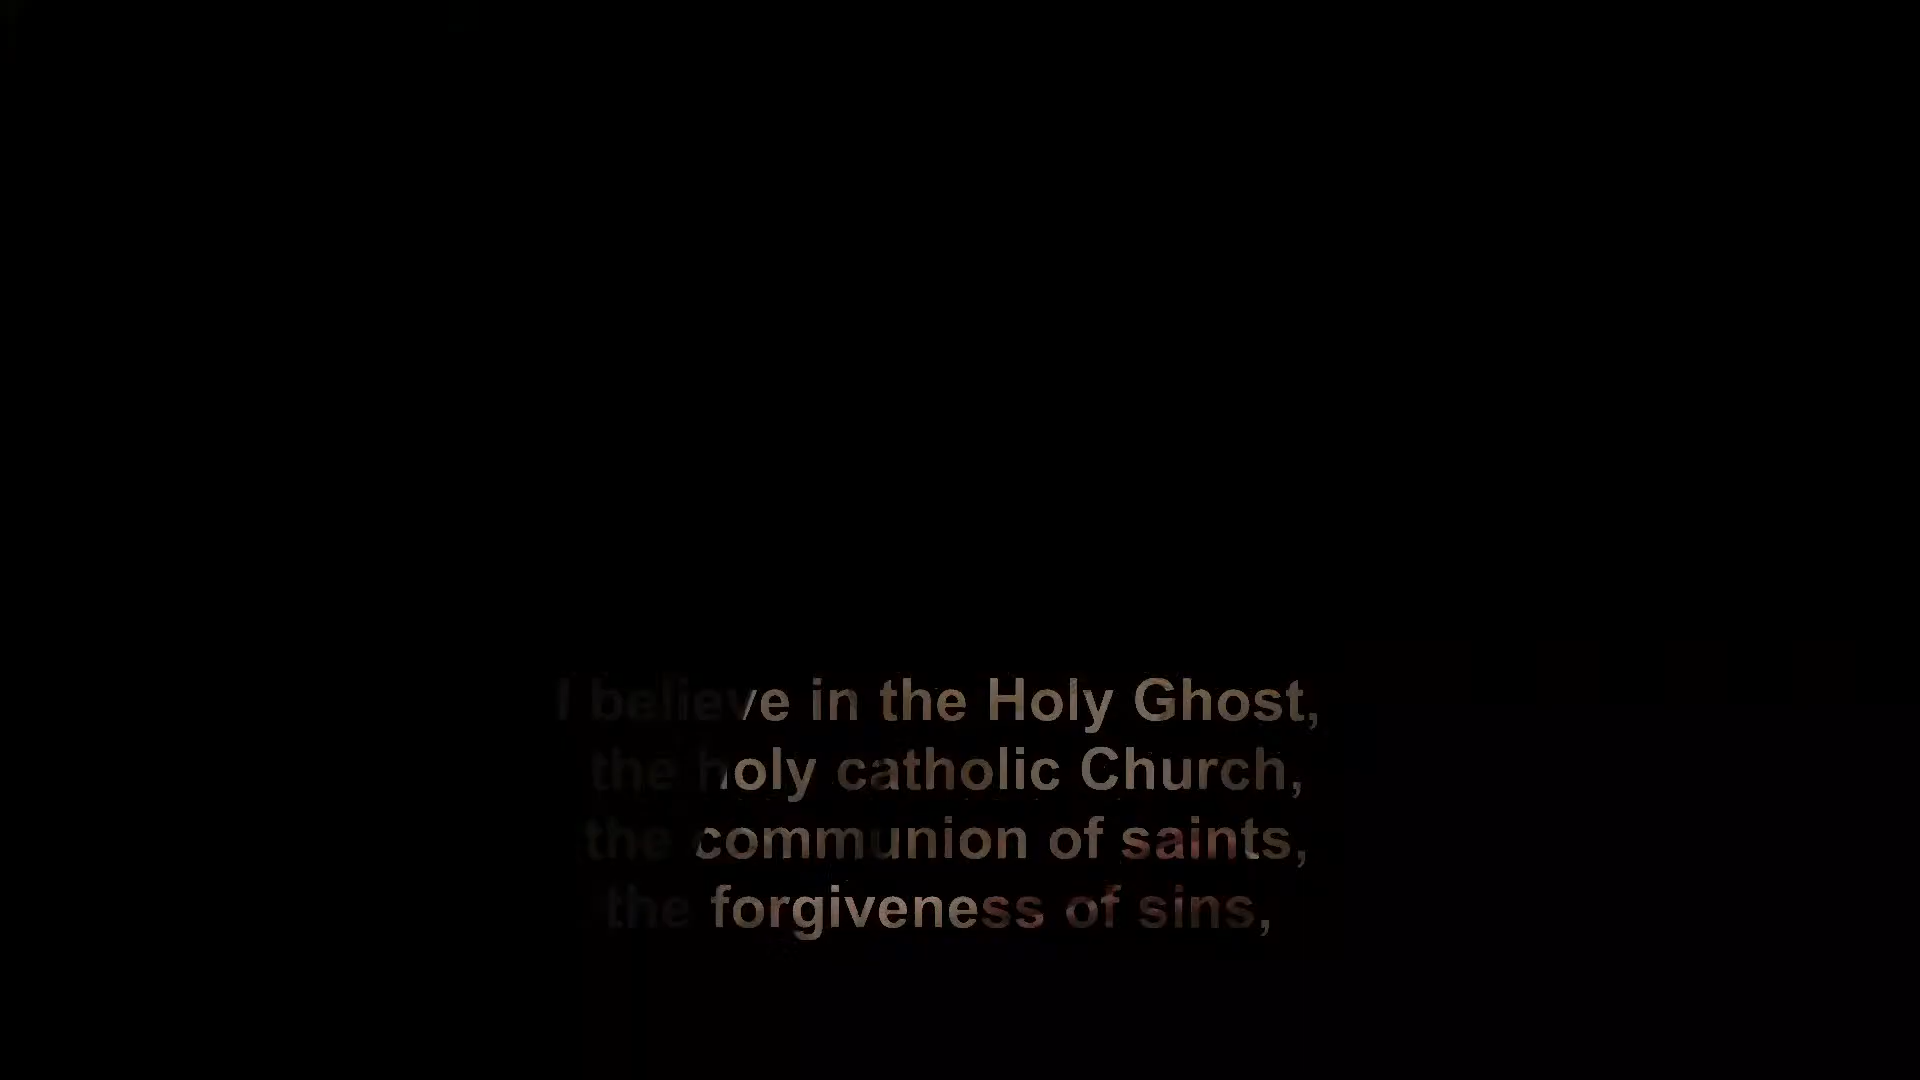 I believe in the Holy Ghost,
the holy catholic Church,
the communion of saints,
the forgiveness of sins,